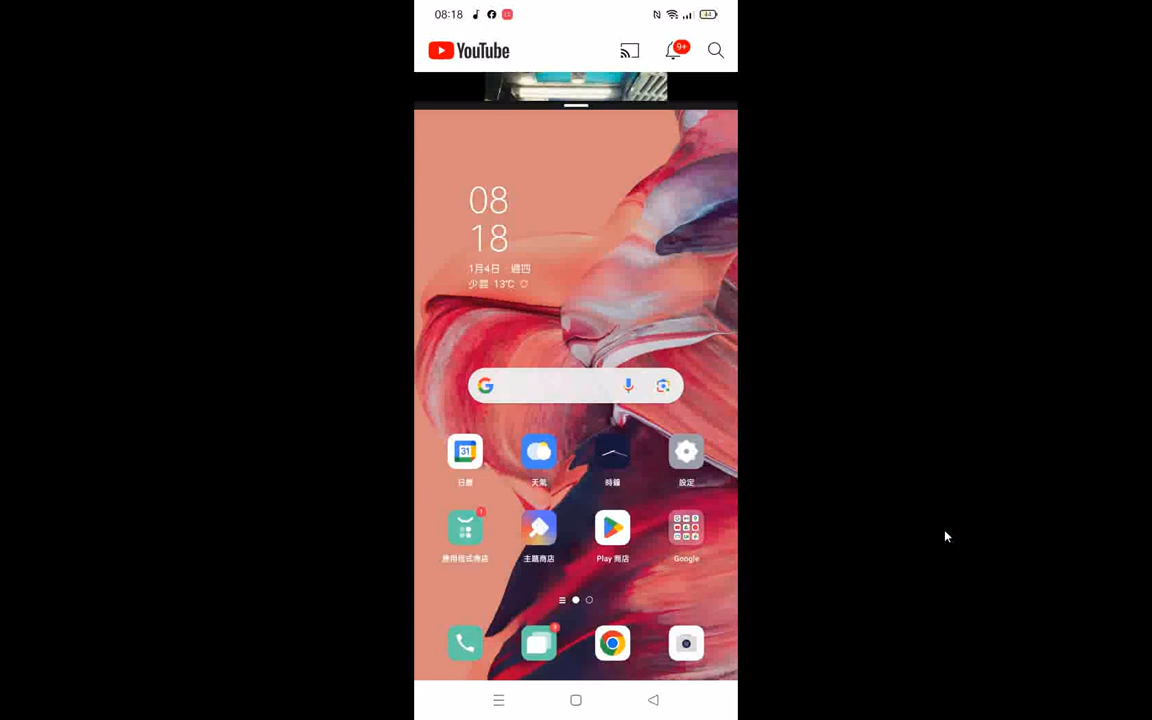 08:18
44
YouTube
9+
08
18
1月4日 · 週四
少雲 13°C
31
日曆
天氣
時鐘
設定
1
應用程式商店
主題商店
Play 商店
Google